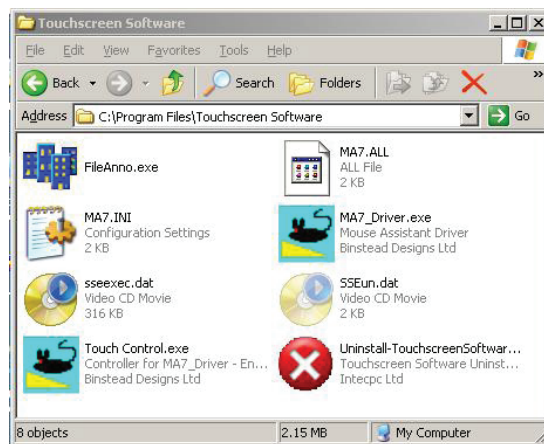 Touchscreen Software
File Edit View Favorites Tools Help
Back Search Folders »
Address C:\Program Files\Touchscreen Software Go
FileAnno.exe
MA7.ALL
ALL File
2 KB
MA7.INI
Configuration Settings
2 KB
MA7_Driver.exe
Mouse Assistant Driver
Binstead Designs Ltd
sseexec.dat
Video CD Movie
316 KB
SSEun.dat
Video CD Movie
2 KB
Touch Control.exe
Controller for MA7_Driver - En...
Binstead Designs Ltd
Uninstall-TouchscreenSoftwar...
Touchscreen Software Uninst...
Intecpc Ltd
8 objects 2.15 MB My Computer